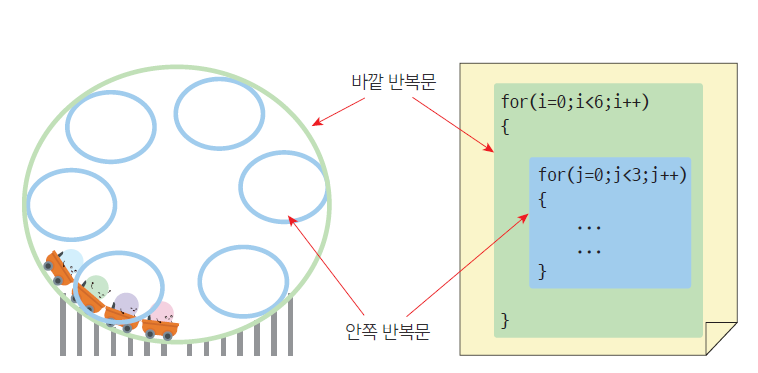 바깥 반복문
for(i=0;i<6;i++)
{
for(j=0;j<3;j++)
{
...
...
}
}
안쪽 반복문